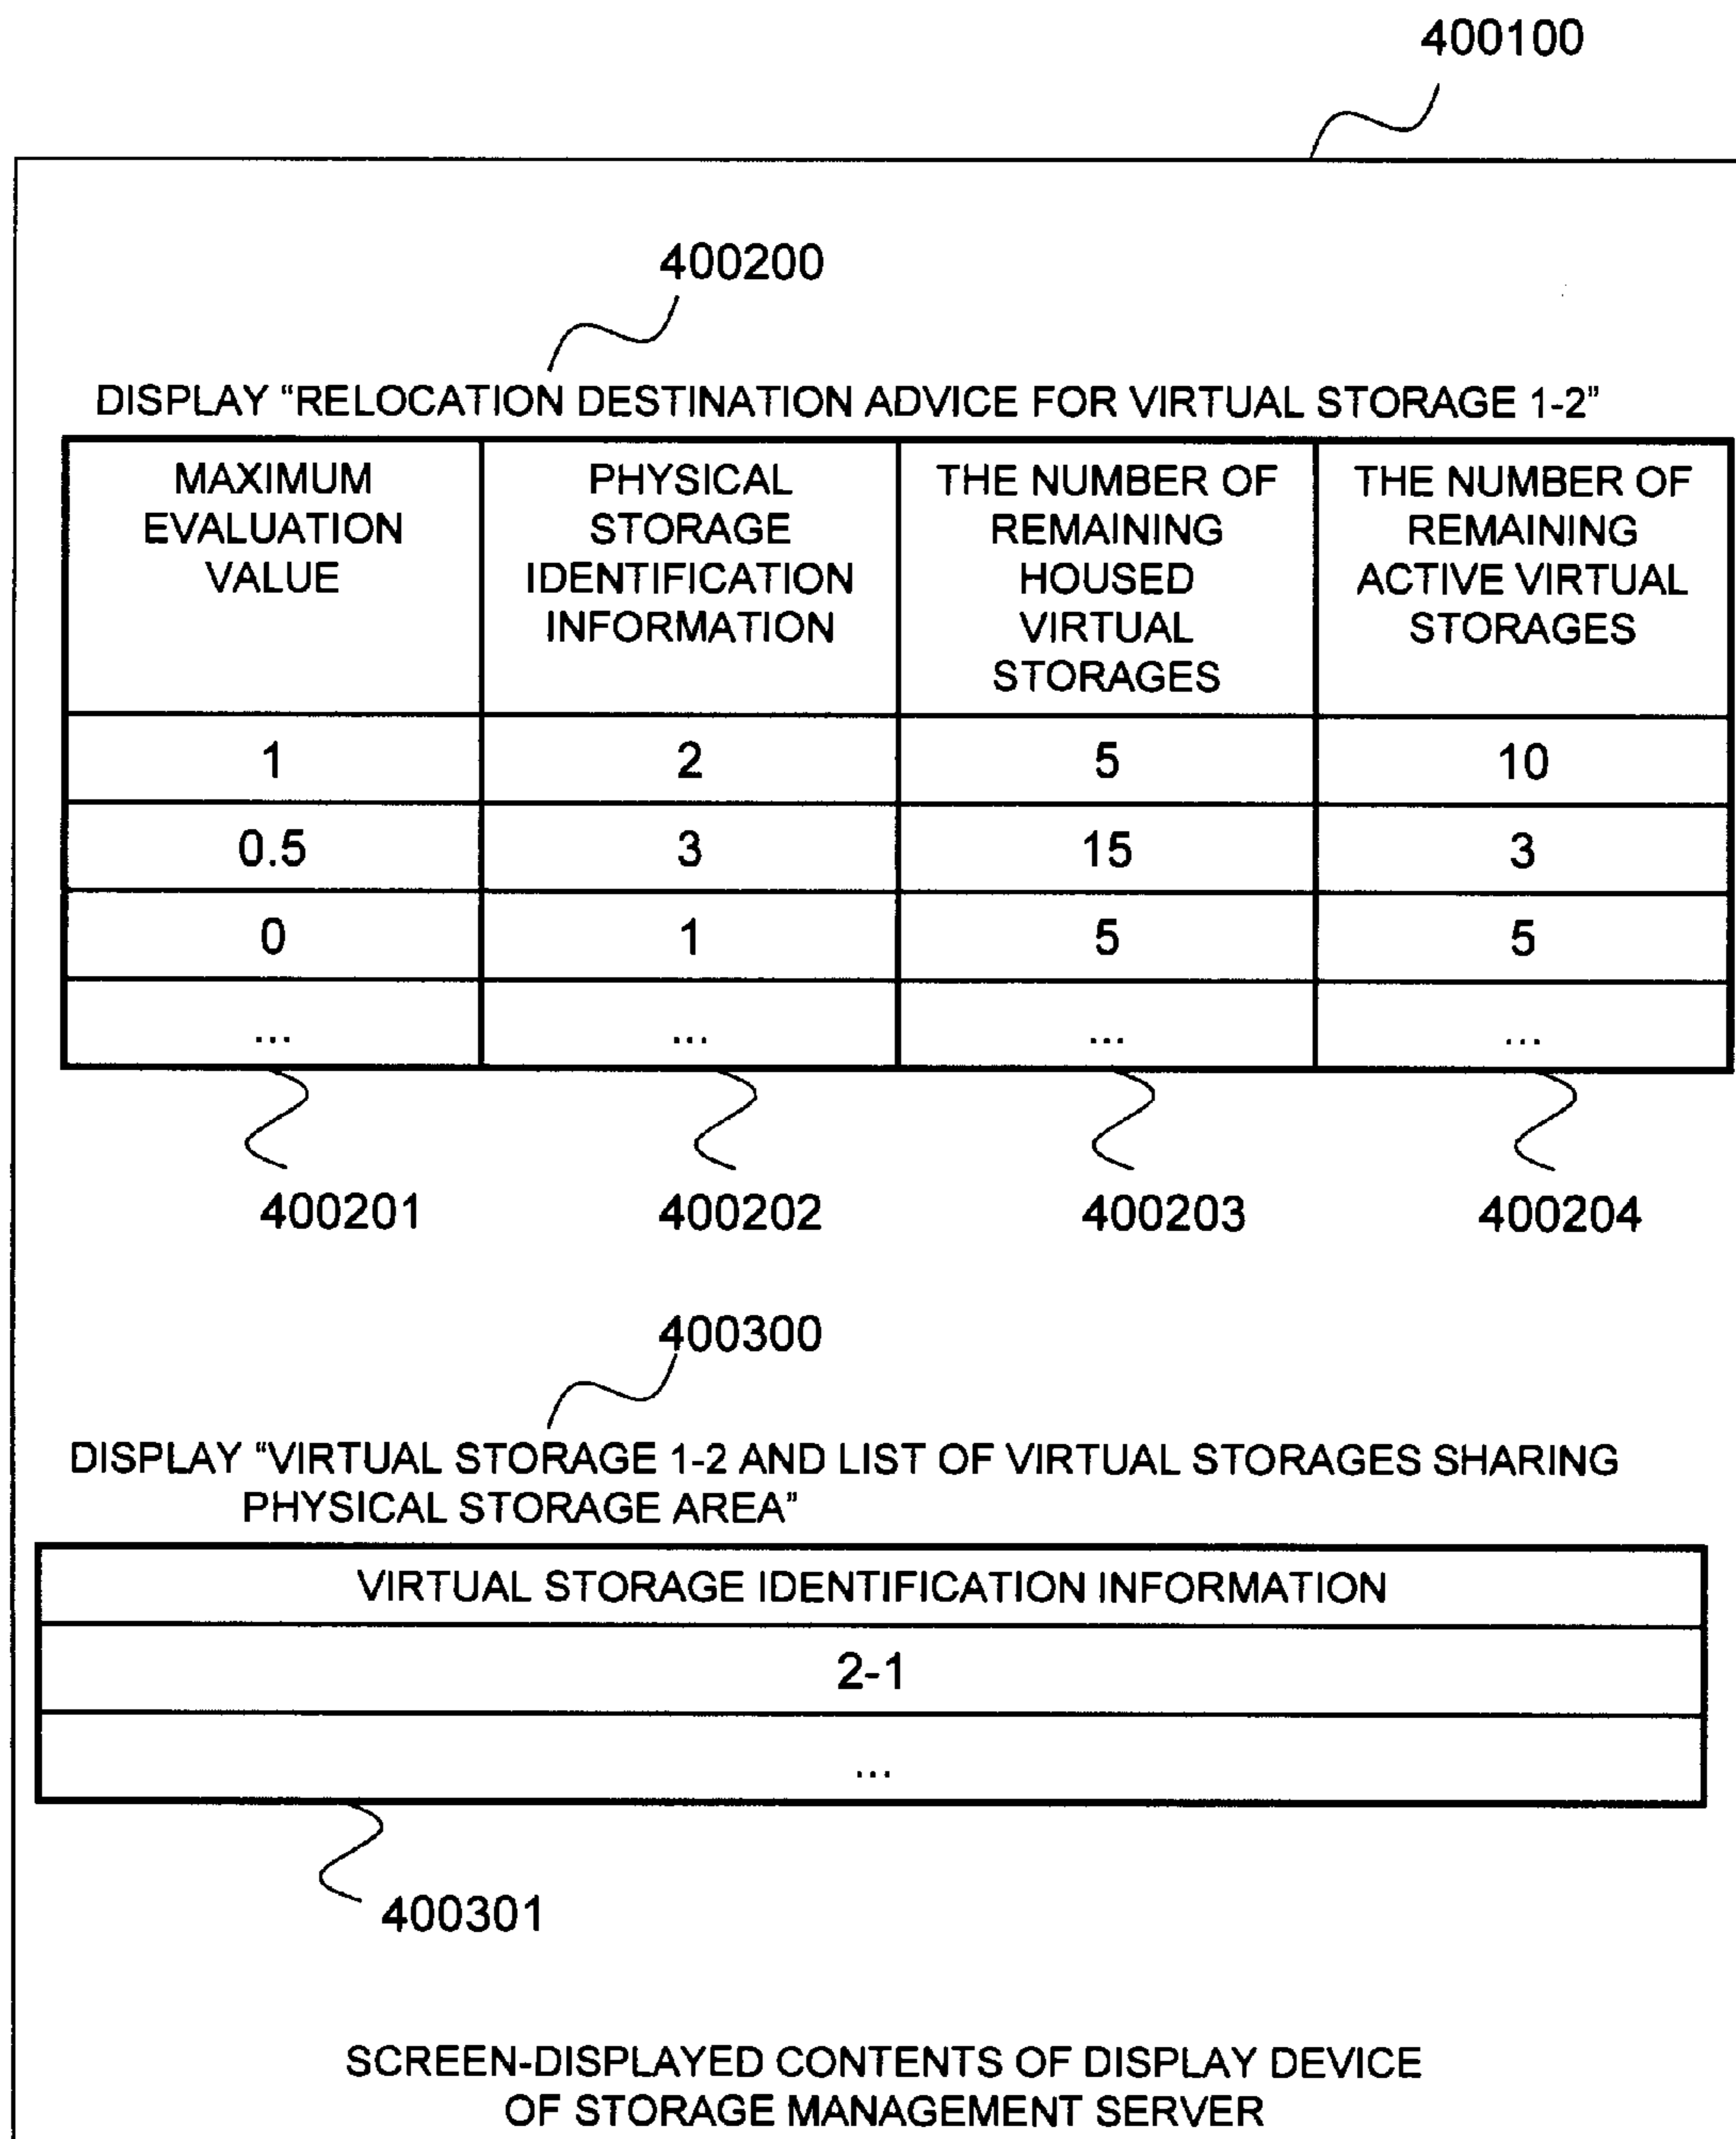 400100
400200
DISPLAY “RELOCATION DESTINATION ADVICE FOR VIRTUAL STORAGE 1-2”
MAXIMUM
EVALUATION
VALUE
PHYSICAL
STORAGE
IDENTIFICATION
INFORMATION
THE NUMBER OF
REMAINING
HOUSED
VIRTUAL
STORAGES
THE NUMBER OF
REMAINING
ACTIVE VIRTUAL
STORAGES
1 2 5 10
0.5 3 15 3
0 1 5 5
... ... ... ...
400201 400202 400203 400204
400300
DISPLAY “VIRTUAL STORAGE 1-2 AND LIST OF VIRTUAL STORAGES SHARING
PHYSICAL STORAGE AREA”
VIRTUAL STORAGE IDENTIFICATION INFORMATION
2-1
...
400301
SCREEN-DISPLAYED CONTENTS OF DISPLAY DEVICE
OF STORAGE MANAGEMENT SERVER